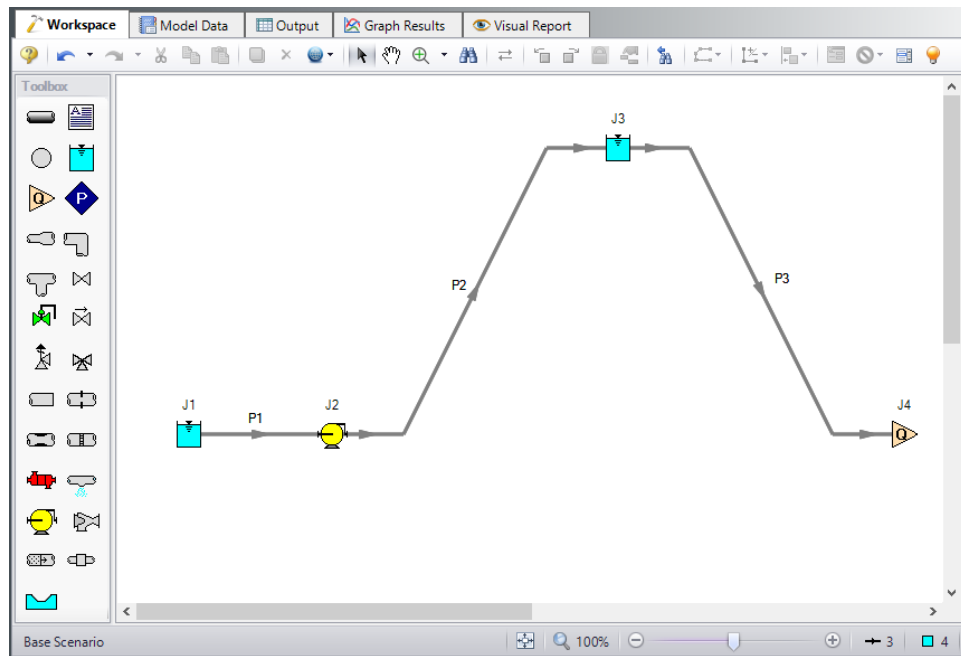 Workspace Model Data Output Graph Results Visual Report
Toolbox
A
Q P
J3
P2 P3
J1 P1 J2 J4
Q
Base Scenario 100% 3 4